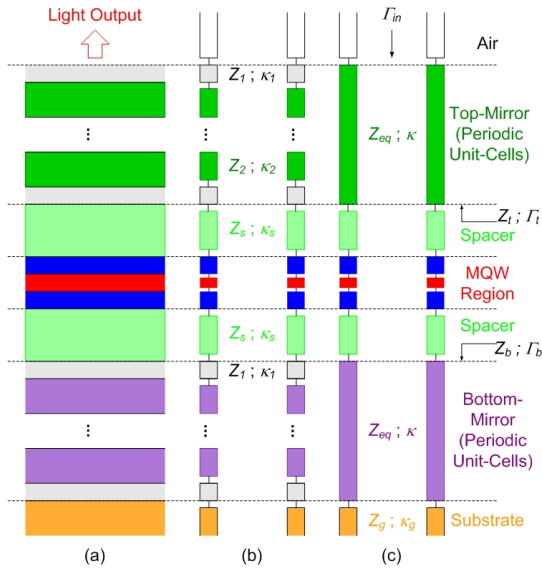 Light Output
Γin
Air
Z1 ; κ1
Top-Mirror
(Periodic
Unit-Cells)
Zeq ; κ
...
...
...
Z2 ; κ2
Zt ; Γt
Zs ; κs
Spacer
MQW
Region
Spacer
Zs ; κs
Zb ; Γb
Z1 ; κ1
Bottom-
Mirror
(Periodic
Unit-Cells)
Zeq ; κ
...
...
...
Zg ; κg
Substrate
(a)
(b)
(c)